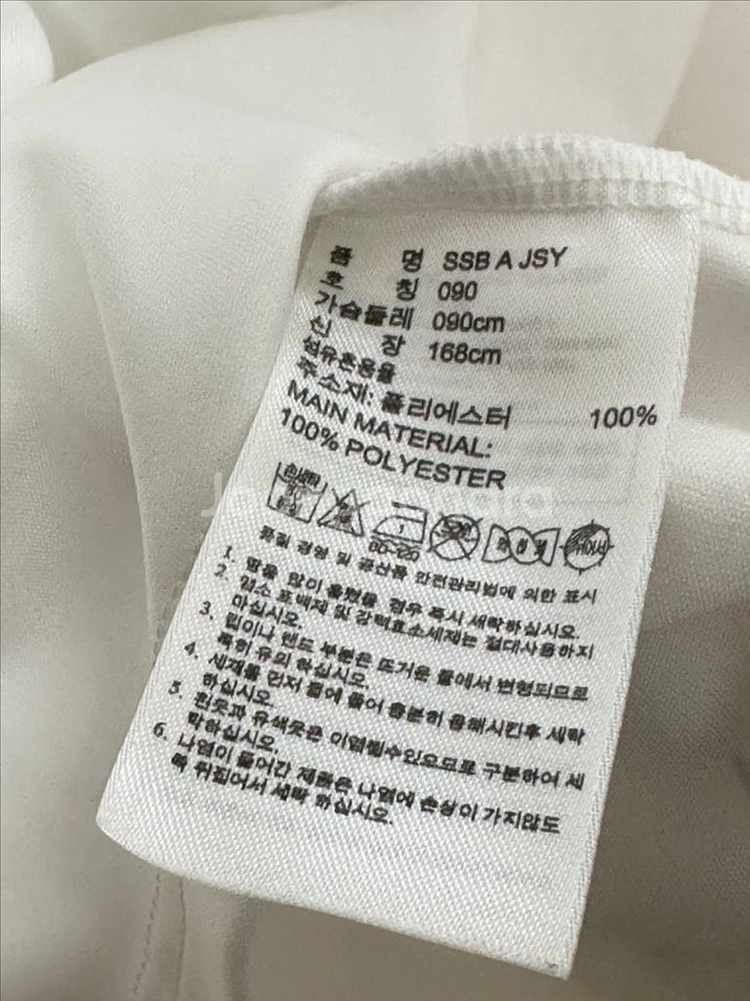 품 명 SSB A JSY
호 칭 090
가슴둘레 090cm
신 장 168cm
섬유혼용율
주소재: 폴리에스터 100%
MAIN MATERIAL:
100% POLYESTER
80-120
품질 경영 및 공산품 안전관리법에 의한 표시
1. 땀을 많이 흘렸을 경우 즉시 세탁하십시오.
2. 염소 표백제 및 강력효소세제는 절대사용하지
마십시오.
3. 립이나 밴드 부분은 뜨거운 물에서 변형되므로
특히 유의 하십시오.
4. 세제를 먼저 물에 풀어 충분히 용해시킨후 세탁
하십시오.
5. 흰옷과 유색옷은 이염될수있으므로 구분하여 세
탁하십시오.
6. 나염이 들어간 제품은 나염에 손상이 가지않도
록 뒤집어서 세탁 하십시오.